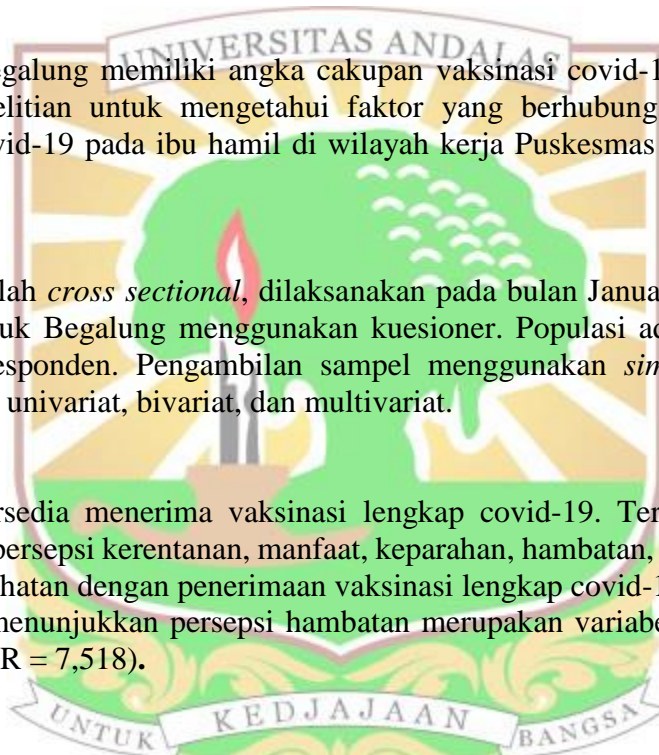 UNIVERSITAS ANDALAS
egalung memiliki angka cakupan vaksinasi covid-1
elitian untuk mengetahui faktor yang berhubung
vid-19 pada ibu hamil di wilayah kerja Puskesmas
lah cross sectional, dilaksanakan pada bulan Janua
uk Begalung menggunakan kuesioner. Populasi ad
esponden. Pengambilan sampel menggunakan sim
univariat, bivariat, dan multivariat.
rsedia menerima vaksinasi lengkap covid-19. Ter
persepsi kerentanan, manfaat, keparahan, hambatan,
hatan dengan penerimaan vaksinasi lengkap covid-1
menunjukkan persepsi hambatan merupakan variabe
R = 7,518).
UNTUK KEDJAJAAN BANGSA